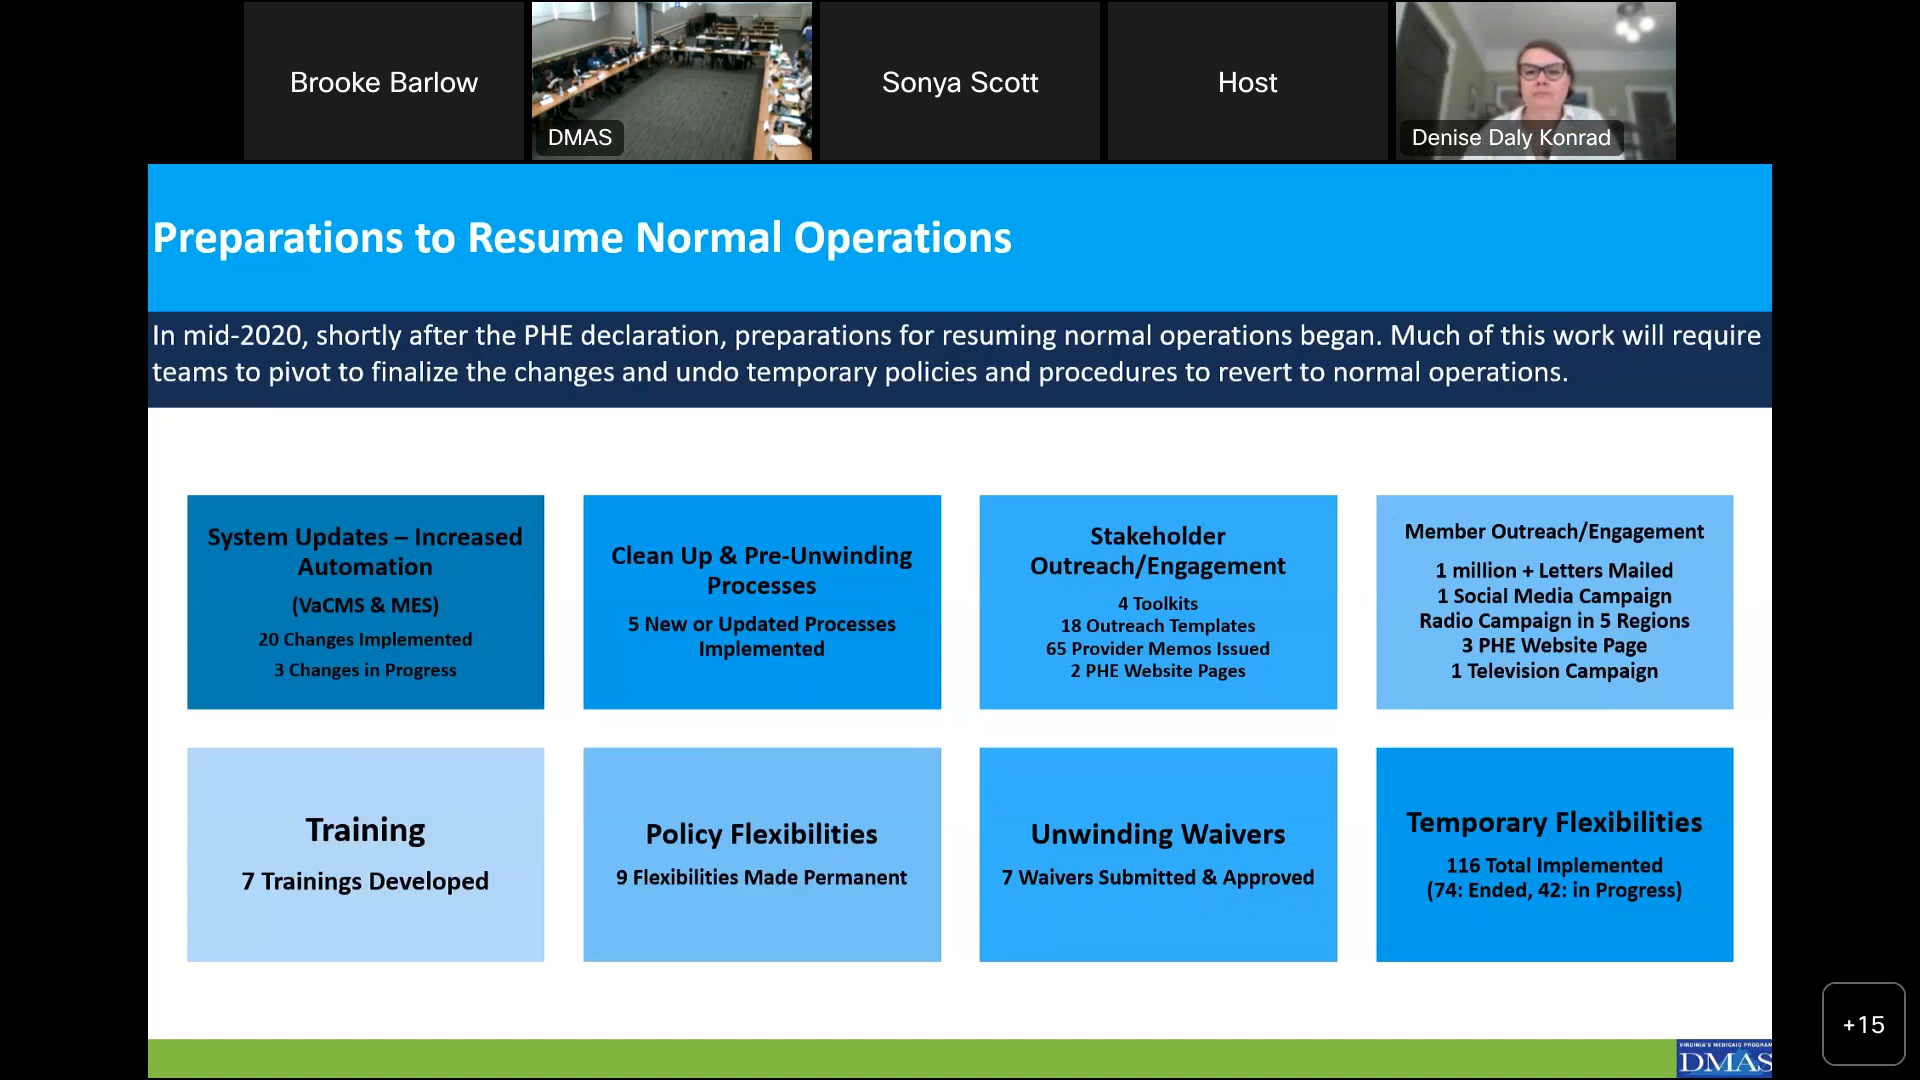 Brooke Barlow
DMAS
Sonya Scott
Host
Denise Daly Konrad
Preparations to Resume Normal Operations
In mid-2020, shortly after the PHE declaration, preparations for resuming normal operations began. Much of this work will require
teams to pivot to finalize the changes and undo temporary policies and procedures to revert to normal operations.
System Updates – Increased
Automation
(VaCMS & MES)
20 Changes Implemented
3 Changes in Progress
Clean Up & Pre-Unwinding
Processes
5 New or Updated Processes
Implemented
Stakeholder
Outreach/Engagement
4 Toolkits
18 Outreach Templates
65 Provider Memos Issued
2 PHE Website Pages
Member Outreach/Engagement
1 million + Letters Mailed
1 Social Media Campaign
Radio Campaign in 5 Regions
3 PHE Website Page
1 Television Campaign
Training
7 Trainings Developed
Policy Flexibilities
9 Flexibilities Made Permanent
Unwinding Waivers
7 Waivers Submitted & Approved
Temporary Flexibilities
116 Total Implemented
(74: Ended, 42: in Progress)
+15
VIRGINIA'S MEDICAID PROGRAM
DMAS